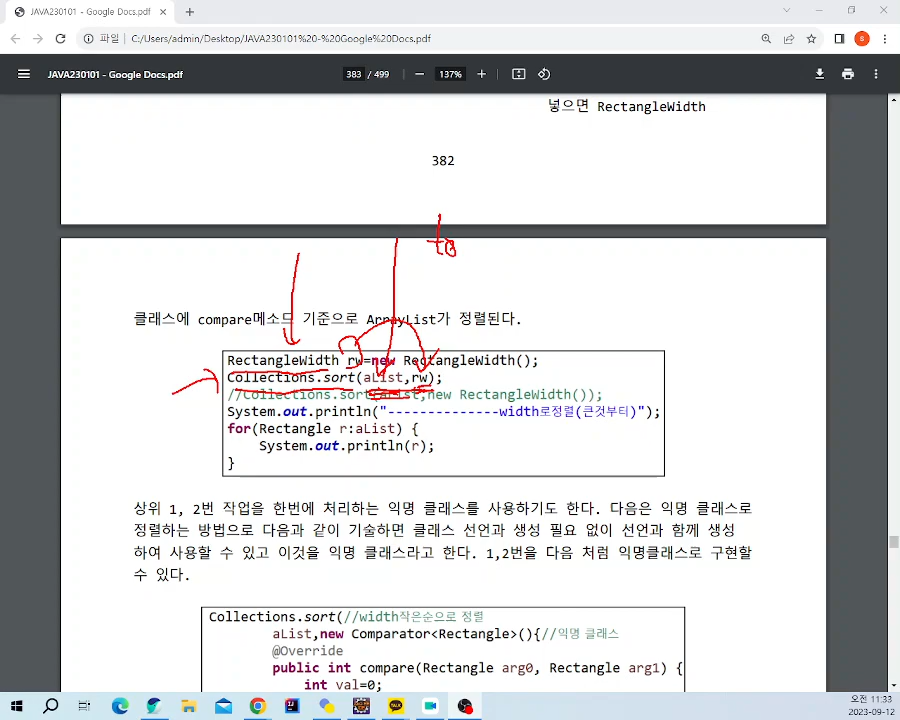 JAVA230101 - Google Docs.pdf
파일 C:/Users/admin/Desktop/JAVA230101%20-%20Google%20Docs.pdf
S
JAVA230101 - Google Docs.pdf 383 / 499 137%
넣으면 RectangleWidth
382
클래스에 compare메소드 기준으로 ArrayList가 정렬된다.
RectangleWidth rw=new RectangleWidth();
Collections.sort(aList,rw);
//Collections.sort(aList,new RectangleWidth());
System.out.println("--------------width로정렬(큰것부티)");
for(Rectangle r:aList) {
System.out.println(r);
}
상위 1, 2번 작업을 한번에 처리하는 익명 클래스를 사용하기도 한다. 다음은 익명 클래스로
정렬하는 방법으로 다음과 같이 기술하면 클래스 선언과 생성 필요 없이 선언과 함께 생성
하여 사용할 수 있고 이것을 익명 클래스라고 한다. 1,2번을 다음 처럼 익명클래스로 구현할
수 있다.
Collections.sort(//width작은순으로 정렬
aList,new Comparator<Rectangle>(){//익명 클래스
@Override
public int compare(Rectangle arg0, Rectangle arg1) {
int val=0;
오전 11:33
2023-09-12